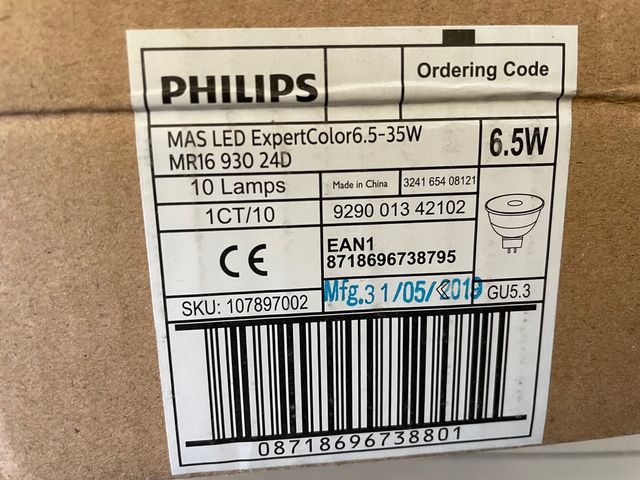 PHILIPS
Ordering Code
MAS LED ExpertColor6.5-35W
MR16 930 24D
6.5W
10 Lamps
Made in China
3241 654 08121
1CT/10
9290 013 42102
CE
EAN1
8718696738795
SKU: 107897002
Mfg.31/05/2019
GU5.3
08718696738801